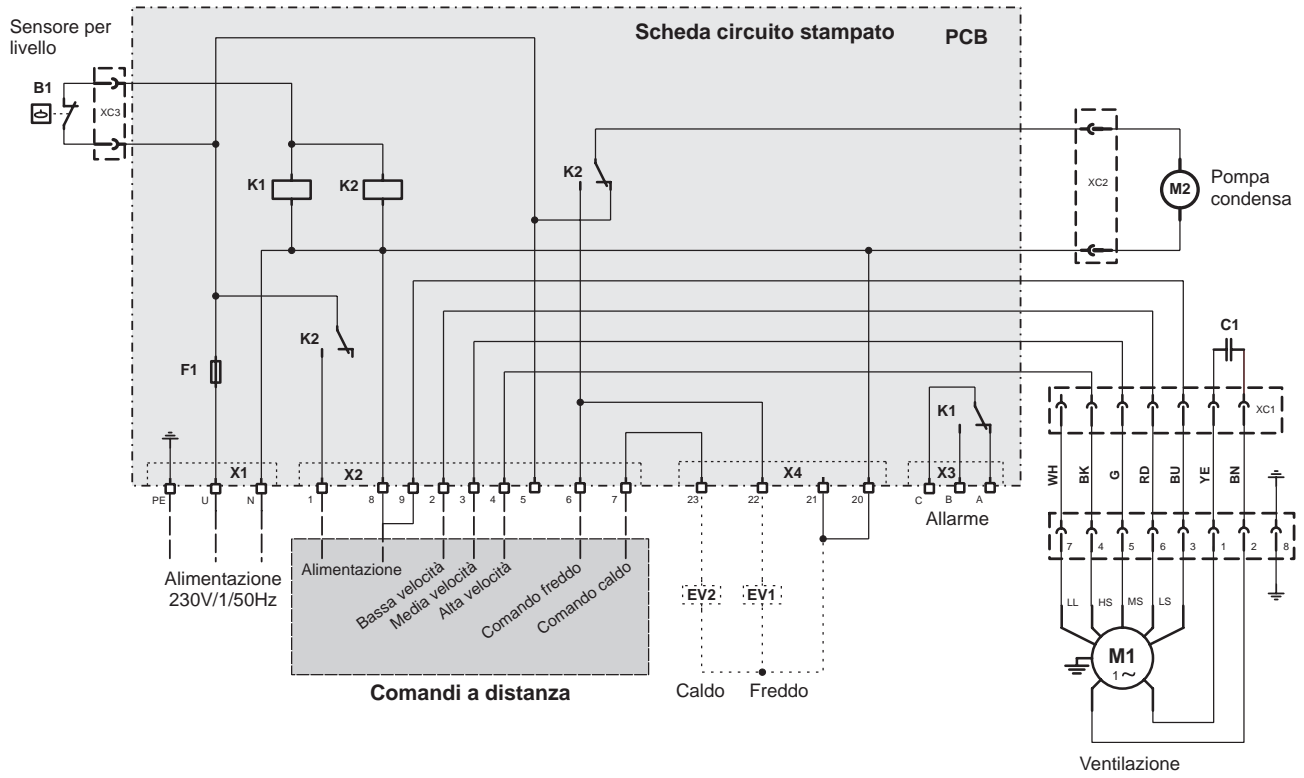 Sensore per
livello
B1
XC3
Scheda circuito stampato
PCB
K1
K2
K2
XC2
M2
Pompa
condensa
K2
F1
C1
K1
XC1
X1
X2
X4
X3
WH
BK
G
RD
BU
YE
BN
PE
U
N
1
8
9
2
3
4
5
6
7
23
22
21
20
C
B
A
Allarme
7
4
5
6
3
1
2
8
Alimentazione
230V/1/50Hz
Alimentazione
Bassa velocità
Media velocità
Alta velocità
Comando freddo
Comando caldo
EV2
EV1
LL
HS
MS
LS
M1
1~
Comandi a distanza
Caldo
Freddo
Ventilazione